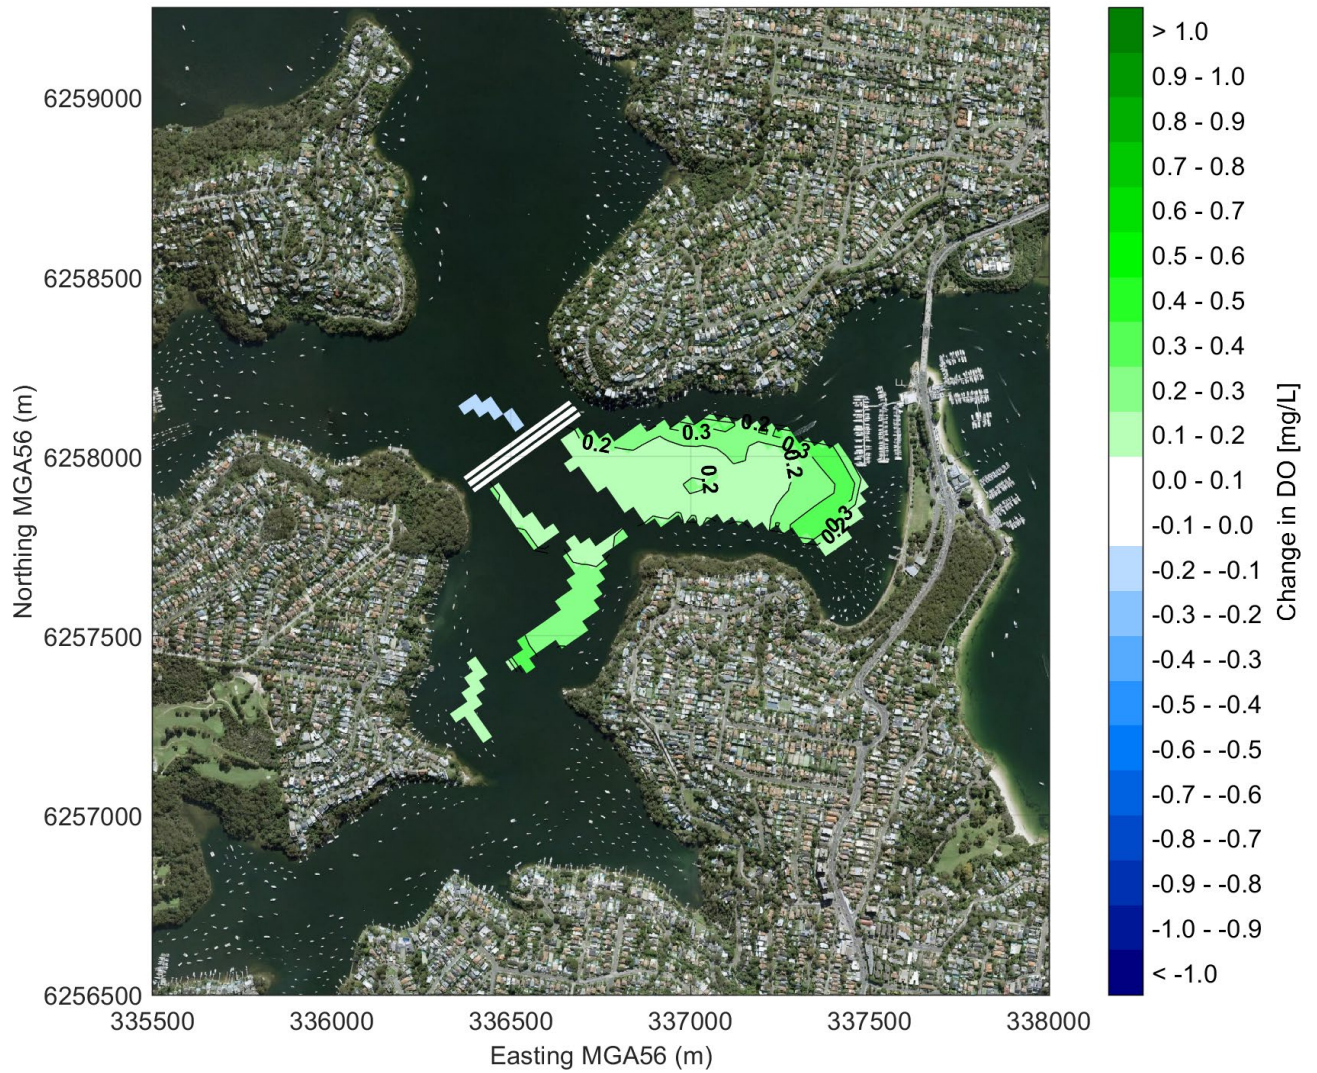 6259000
6258500
6258000
6257500
6257000
6256500
Northing MGA56 (m)
335500
336000
336500
337000
337500
338000
Easting MGA56 (m)
0.2
0.3
0.2
0.3
0.2
0.2
0.3
0.2
> 1.0
0.9 - 1.0
0.8 - 0.9
0.7 - 0.8
0.6 - 0.7
0.5 - 0.6
0.4 - 0.5
0.3 - 0.4
0.2 - 0.3
0.1 - 0.2
0.0 - 0.1
-0.1 - 0.0
-0.2 - -0.1
-0.3 - -0.2
-0.4 - -0.3
-0.5 - -0.4
-0.6 - -0.5
-0.7 - -0.6
-0.8 - -0.7
-0.9 - -0.8
-1.0 - -0.9
< -1.0
Change in DO [mg/L]